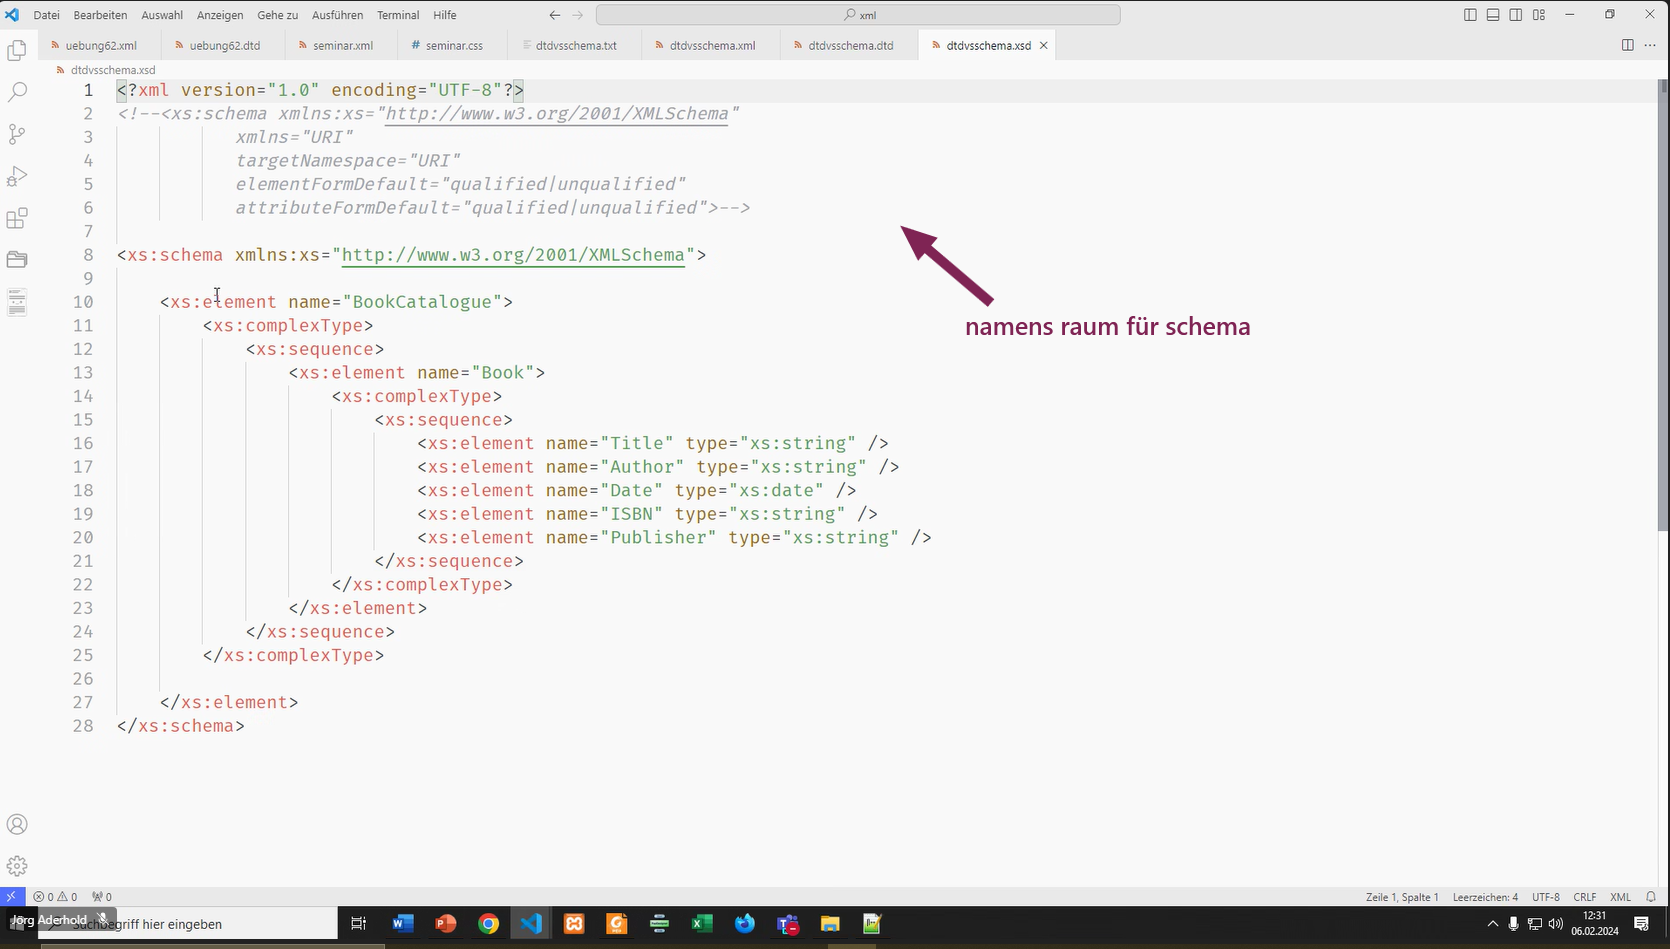 Datei Bearbeiten Auswahl Anzeigen Gehe zu Ausführen Terminal Hilfe xml
uebung62.xml uebung62.dtd seminar.xml # seminar.css dtdvsschema.txt dtdvsschema.xml dtdvsschema.dtd dtdvsschema.xsd
dtdvsschema.xsd
1 <?xml version="1.0" encoding="UTF-8"?>
2 <!--<xs:schema xmlns:xs="http://www.w3.org/2001/XMLSchema"
3 xmlns="URI"
4 targetNamespace="URI"
5 elementFormDefault="qualified|unqualified"
6 attributeFormDefault="qualified|unqualified">-->
7
8 <xs:schema xmlns:xs="http://www.w3.org/2001/XMLSchema">
9
10 <xs:element name="BookCatalogue">
11 <xs:complexType>
namens raum für schema
12 <xs:sequence>
13 <xs:element name="Book">
14 <xs:complexType>
15 <xs:sequence>
16 <xs:element name="Title" type="xs:string" />
17 <xs:element name="Author" type="xs:string" />
18 <xs:element name="Date" type="xs:date" />
19 <xs:element name="ISBN" type="xs:string" />
20 <xs:element name="Publisher" type="xs:string" />
21 </xs:sequence>
22 </xs:complexType>
23 </xs:element>
24 </xs:sequence>
25 </xs:complexType>
26
27 </xs:element>
28 </xs:schema>
0 0 0 Zeile 1, Spalte 1 Leerzeichen: 4 UTF-8 CRLF XML
Jörg Aderhold
Suchbegriff hier eingeben
12:31
06.02.2024